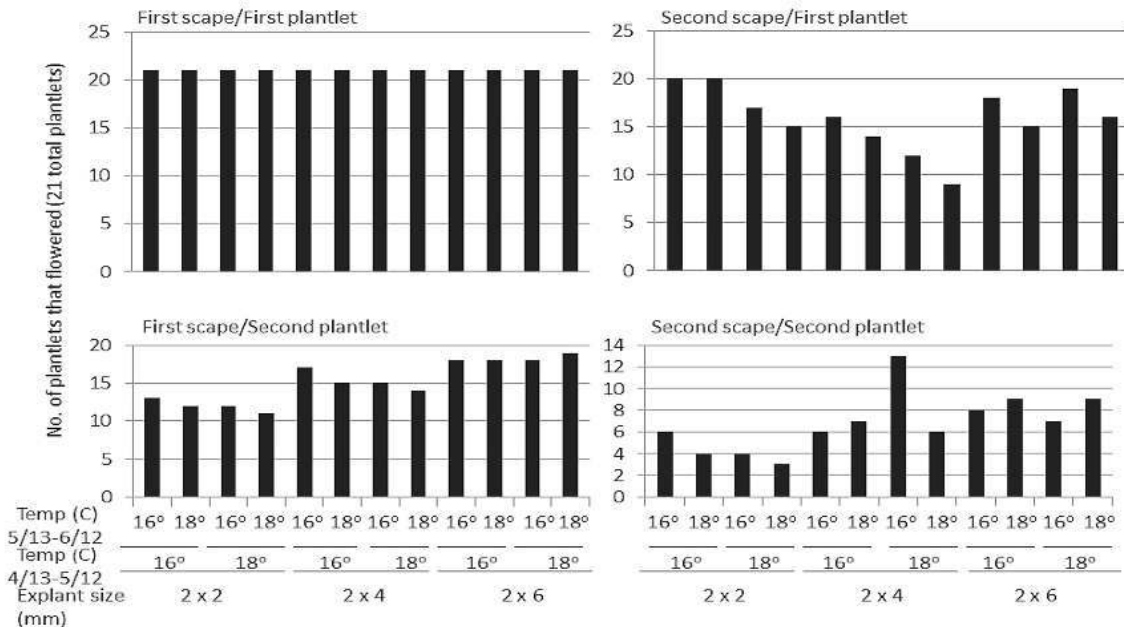 First scape/First plantlet
25
20
15
10
5
0
Second scape/First plantlet
25
20
15
10
5
0
No. of plantlets that flowered (21 total plantlets)
First scape/Second plantlet
20
15
10
5
0
Second scape/Second plantlet
14
12
10
8
6
4
2
0
Temp (C)
5/13-6/12
16° 18° 16° 18° 16° 18° 16° 18° 16° 18° 16° 18° 16° 18° 16° 18° 16° 18° 16° 18° 16° 18° 16° 18°
Temp (C)
4/13-5/12
16° 18° 16° 18° 16° 18° 16° 18° 16° 18° 16° 18°
Explant size
(mm)
2 x 2 2 x 4 2 x 6 2 x 2 2 x 4 2 x 6